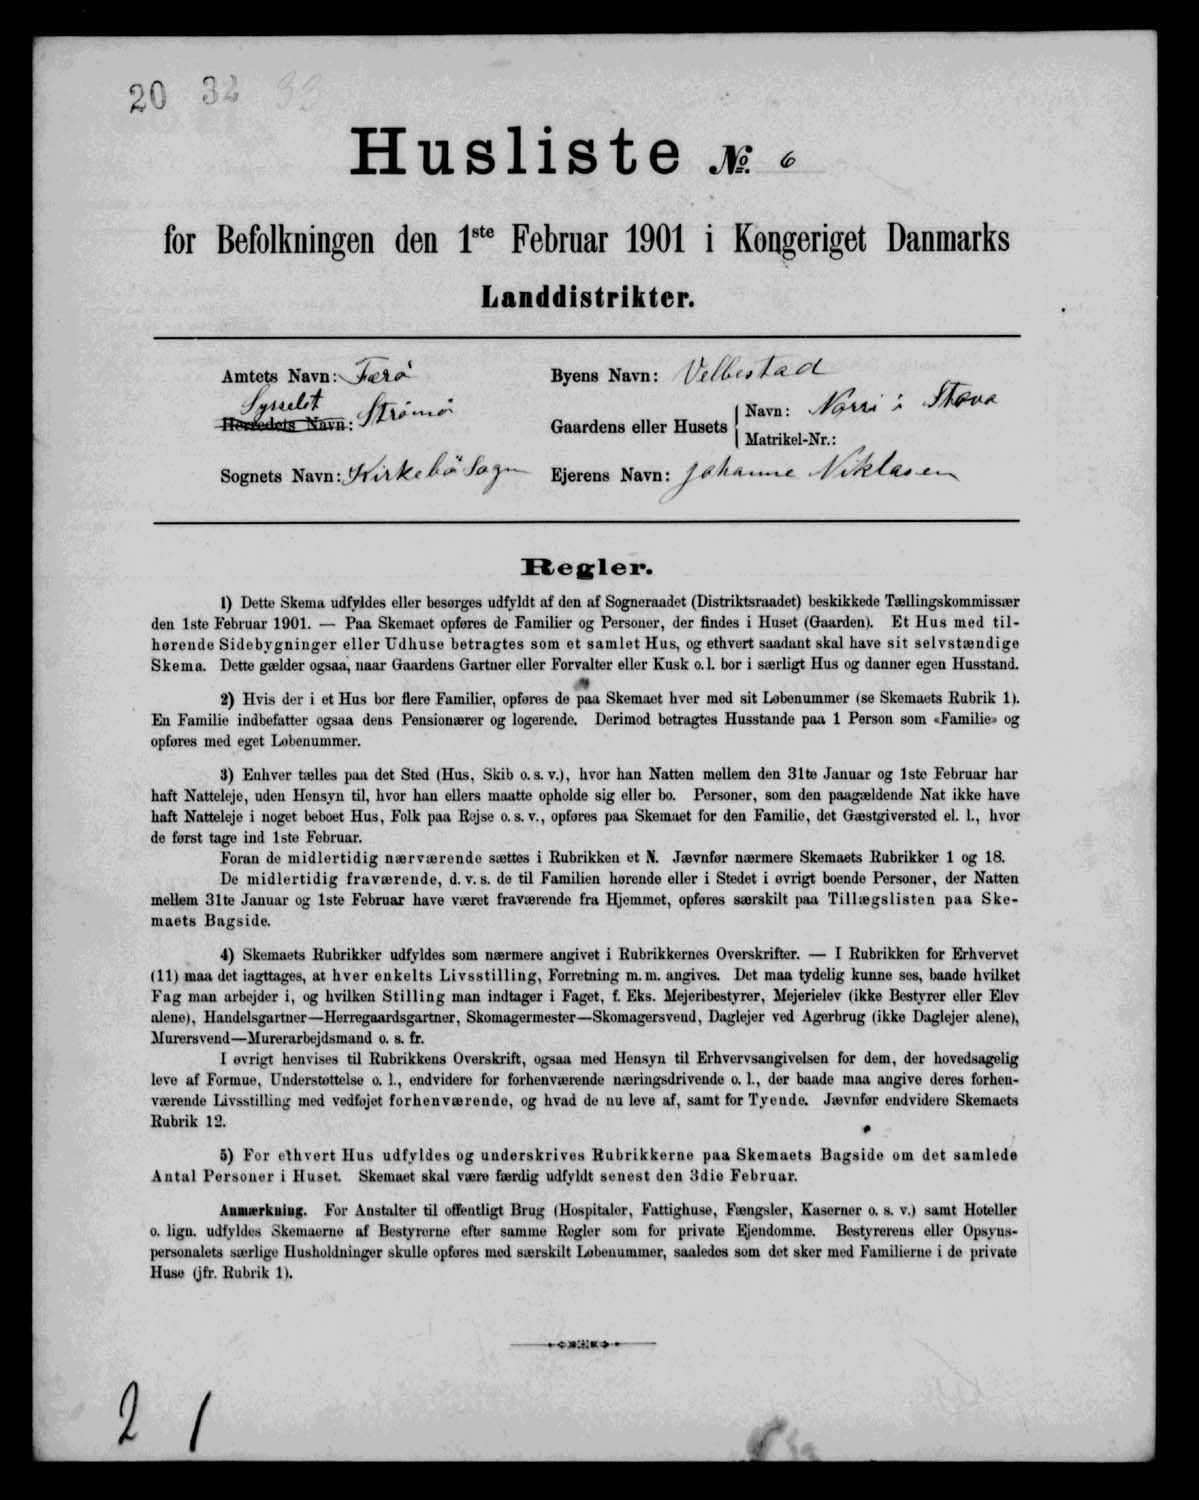 20 32 33
Husliste No. 6
for Befolkningen den 1ste Februar 1901 i Kongeriget Danmarks
Landdistrikter.
Amtets Navn: Færø
Sysselet
Herredets Navn: Strømø
Sognets Navn: Kirkebö Sogn
Byens Navn: Velbestad
Gaardens eller Husets
Navn: Norri i Stova
Matrikel-Nr.:
Ejerens Navn: Johanne Niklasen
Regler.
1) Dette Skema udfyldes eller besørges udfyldt af den af Sogneraadet (Distriktsraadet) beskikkede Tællingskommissær
den 1ste Februar 1901. — Paa Skemaet opføres de Familier og Personer, der findes i Huset (Gaarden). Et Hus med til-
hørende Sidebygninger eller Udhuse betragtes som et samlet Hus, og ethvert saadant skal have sit selvstændige
Skema. Dette gælder ogsaa, naar Gaardens Gartner eller Forvalter eller Kusk o. l. bor i særligt Hus og danner egen Husstand.
2) Hvis der i et Hus bor flere Familier, opføres de paa Skemaet hver med sit Løbenummer (se Skemaets Rubrik 1).
En Familie indbefatter ogsaa dens Pensionærer og logerende. Derimod betragtes Husstande paa 1 Person som «Familie» og
opføres med eget Løbenummer.
3) Enhver tælles paa det Sted (Hus, Skib o. s. v.), hvor han Natten mellem den 31te Januar og 1ste Februar har
haft Natteleje, uden Hensyn til, hvor han ellers maatte opholde sig eller bo. Personer, som den paagældende Nat ikke have
haft Natteleje i noget beboet Hus, Folk paa Rejse o. s. v., opføres paa Skemaet for den Familie, det Gæstgiversted el. l., hvor
de først tage ind 1ste Februar.
Foran de midlertidig nærværende sættes i Rubrikken et N. Jævnfør nærmere Skemaets Rubrikker 1 og 18.
De midlertidig fraværende, d. v. s. de til Familien hørende eller i Stedet i øvrigt boende Personer, der Natten
mellem 31te Januar og 1ste Februar have været fraværende fra Hjemmet, opføres særskilt paa Tillægslisten paa Ske-
maets Bagside.
4) Skemaets Rubrikker udfyldes som nærmere angivet i Rubrikkernes Overskrifter. — I Rubrikken for Erhvervet
(11) maa det iagttages, at hver enkelts Livsstilling, Forretning m. m. angives. Det maa tydelig kunne ses, baade hvilket
Fag man arbejder i, og hvilken Stilling man indtager i Faget, f. Eks. Mejeribestyrer, Mejerielev (ikke Bestyrer eller Elev
alene), Handelsgartner—Herregaardsgartner, Skomagermester—Skomagersvend, Daglejer ved Agerbrug (ikke Daglejer alene),
Murersvend—Murerarbejdsmand o. s. fr.
I øvrigt henvises til Rubrikkens Overskrift, ogsaa med Hensyn til Erhvervsangivelsen for dem, der hovedsagelig
leve af Formue, Understøttelse o. l., endvidere for forhenværende næringsdrivende o. l., der baade maa angive deres forhen-
værende Livsstilling med vedføjet forhenværende, og hvad de nu leve af, samt for Tyende. Jævnfør endvidere Skemaets
Rubrik 12.
5) For ethvert Hus udfyldes og underskrives Rubrikkerne paa Skemaets Bagside om det samlede
Antal Personer i Huset. Skemaet skal være færdig udfyldt senest den 3die Februar.
Anmærkning. For Anstalter til offentligt Brug (Hospitaler, Fattighuse, Fængsler, Kaserner o. s. v.) samt Hoteller
o. lign. udfyldes Skemaerne af Bestyrerne efter samme Regler som for private Ejendomme. Bestyrerens eller Opsyns-
personalets særlige Husholdninger skulle opføres med særskilt Løbenummer, saaledes som det sker med Familierne i de private
Huse (jfr. Rubrik 1).
2 1